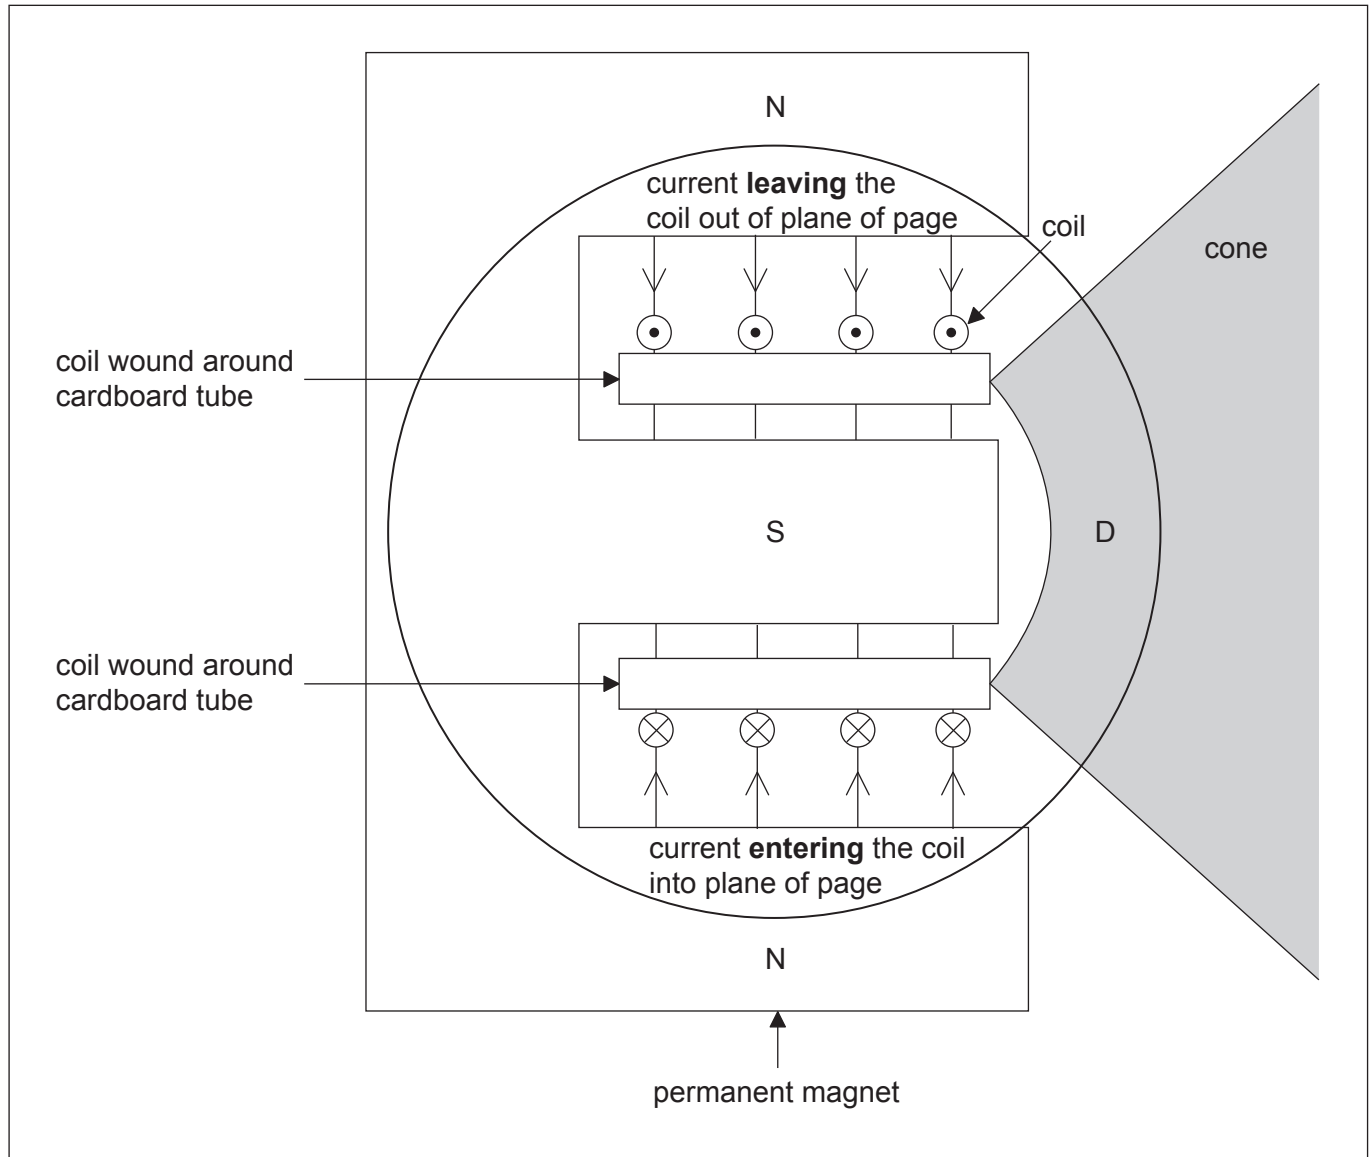 N
current leaving the
coil out of plane of page
coil
cone
coil wound around
cardboard tube
S
D
coil wound around
cardboard tube
current entering the coil
into plane of page
N
permanent magnet